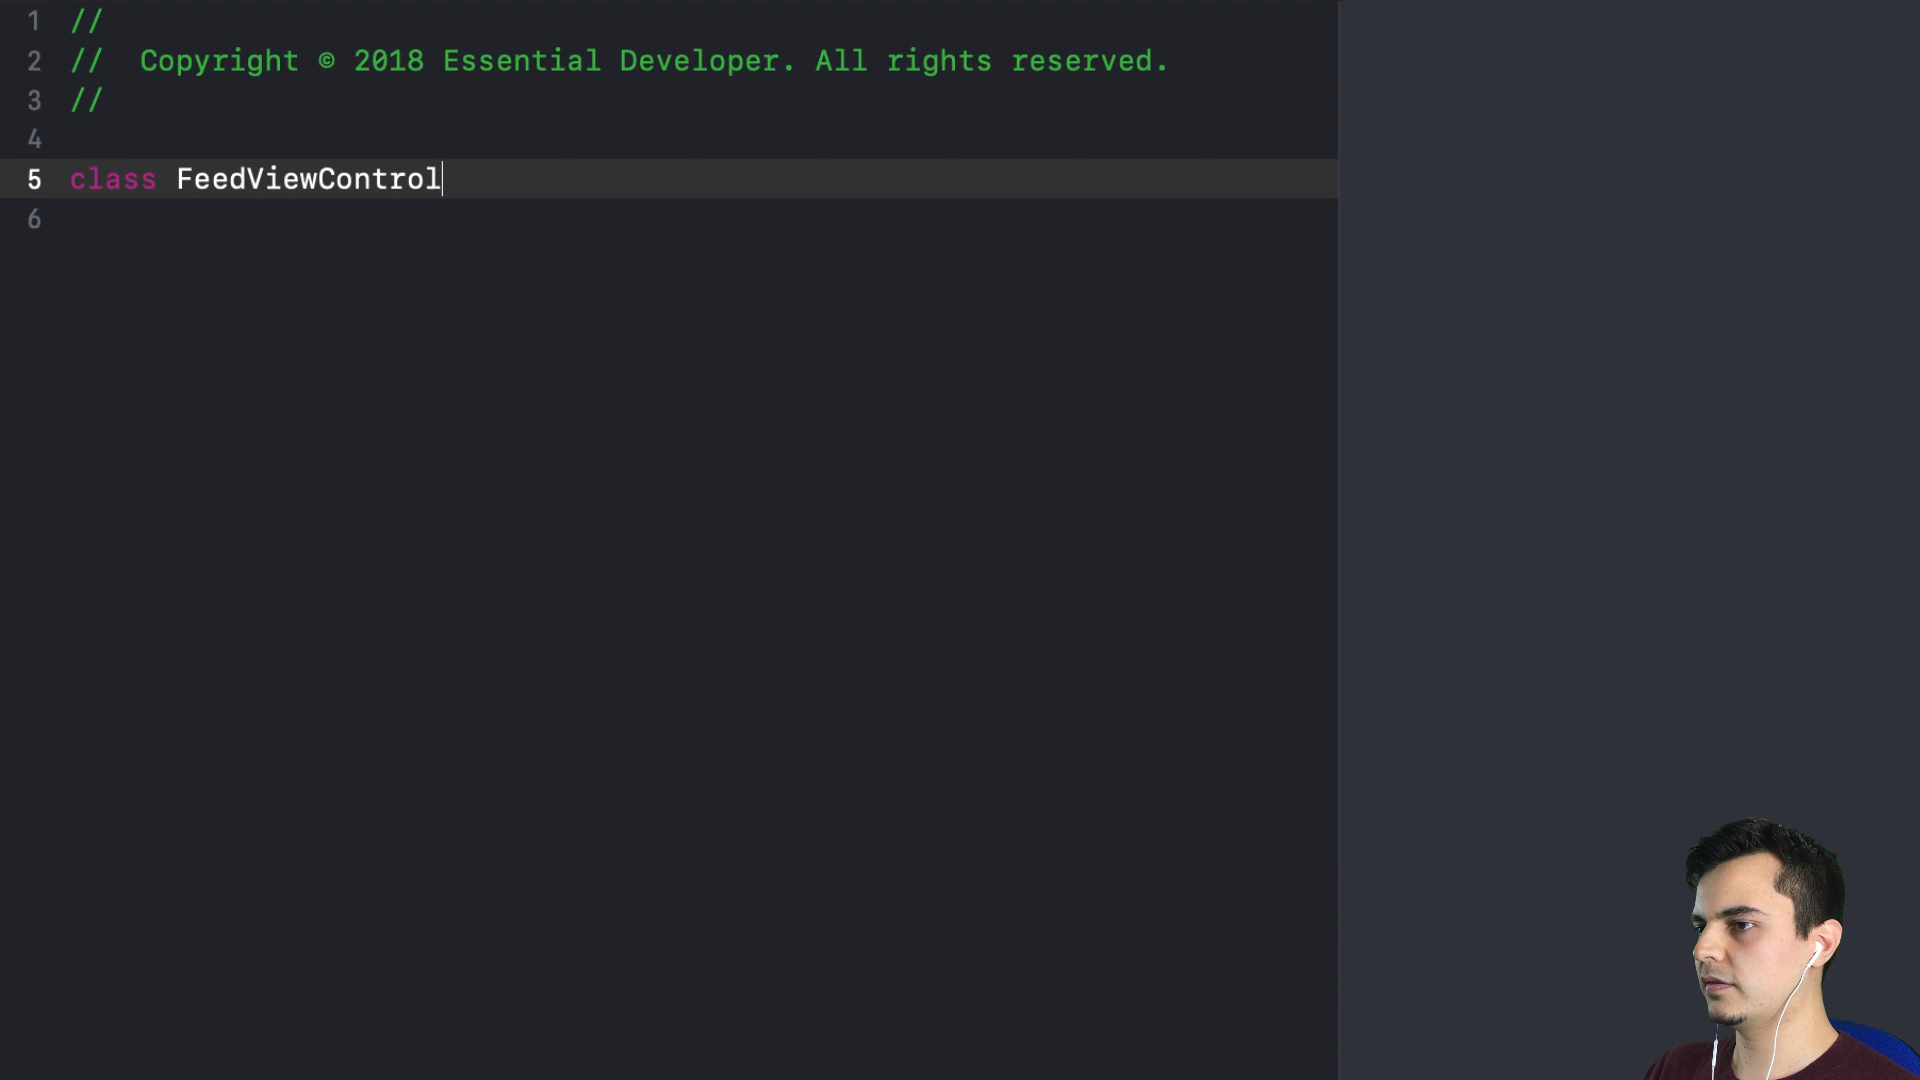 1 //
2 //  Copyright © 2018 Essential Developer. All rights reserved.
3 //
4
5 class FeedViewControl
6